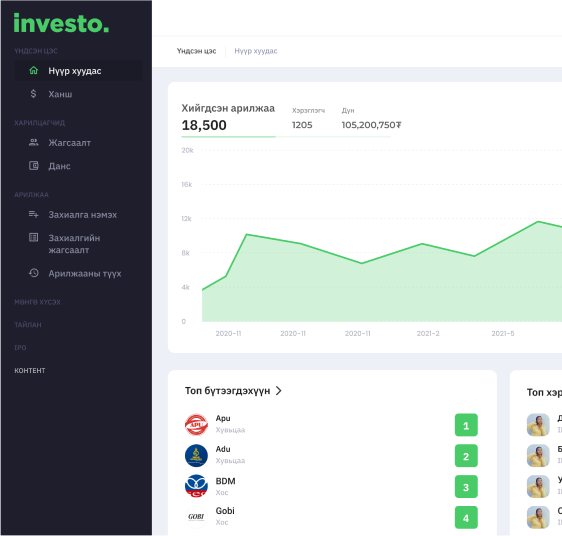 investo.
ҮНДСЭН ЦЭС
Нүүр хуудас
Ханш
ХАРИЛЦАГЧИД
Жагсаалт
Данс
АРИЛЖАА
Захиалга нэмэх
Захиалгийн
жагсаалт
Арилжааны түүх
МӨНГӨ ХҮСЭХ
ТАЙЛАН
IPO
КОНТЕНТ
Үндсэн цэс
Нүүр хуудас
Хийгдсэн арилжаа
18,500
Хэрэглэгч
1205
Дүн
105,200,750₮
20k
16k
12k
8k
4k
0
2020-11
2020-11
2020-11
2021-2
2021-5
Топ бүтээгдэхүүн
Apu
Хувьцаа
1
Adu
Хувьцаа
2
BDM
Хос
3
Gobi
Хос
4
APU
GOBI
Топ хэр